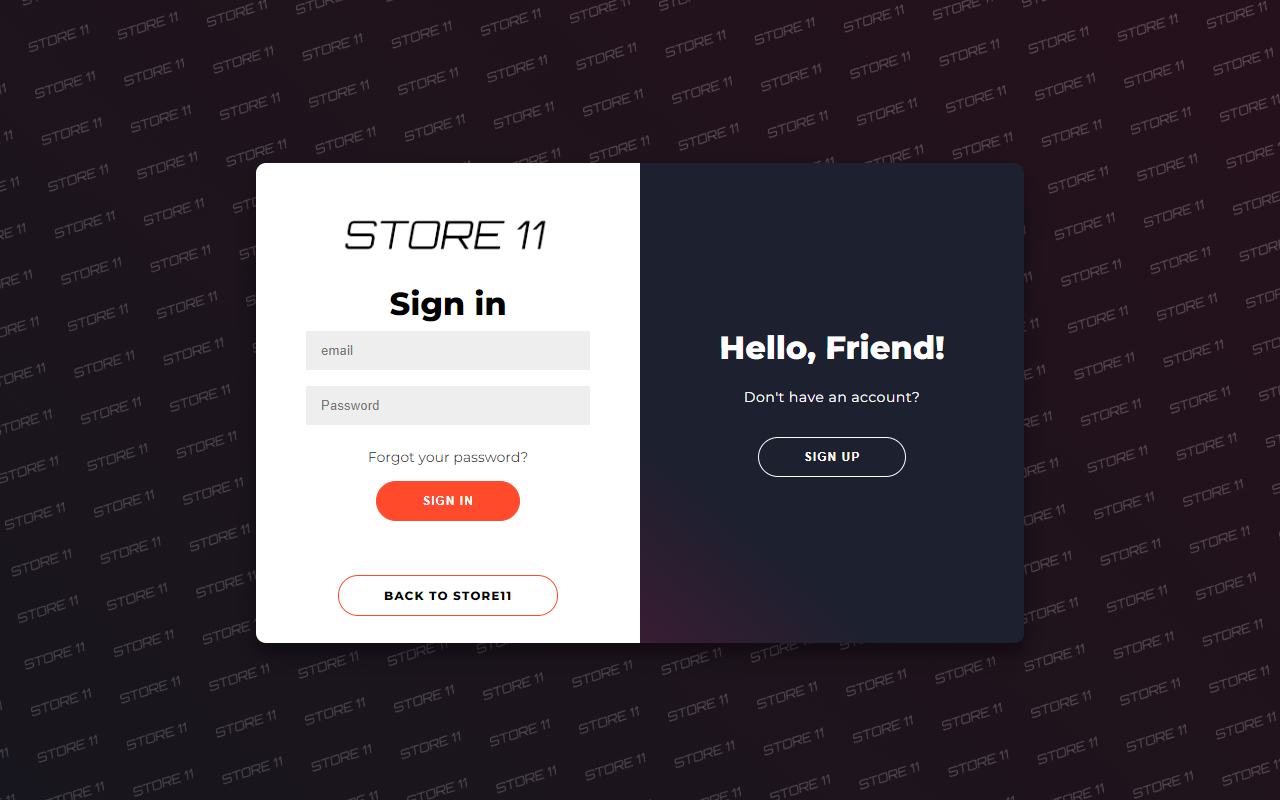 STORE 11
Sign in
email
Password
Forgot your password?
SIGN IN
BACK TO STORE11
Hello, Friend!
Don't have an account?
SIGN UP